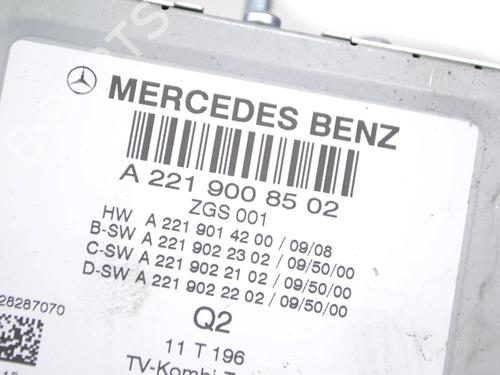 MERCEDES BENZ
A 221 900 85 02
ZGS 001
HW A 221 901 42 00 / 09/08
B-SW A 221 902 23 02 / 09/50/00
C-SW A 221 902 21 02 / 09/50/00
D-SW A 221 902 22 02 / 09/50/00
28287070
Q2
11 T 196
TV-Kombi-T